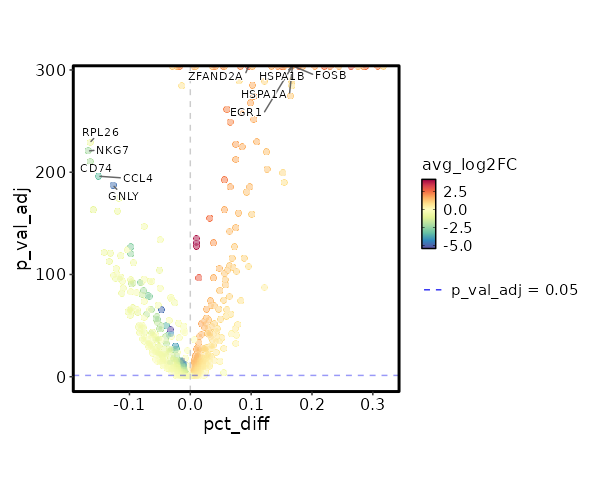 300
ZFAND2A
HSPA1B
FOSB
HSPA1A
EGR1
RPL26
NKG7
CD74
CCL4
GNLY
200
100
0
p_val_adj
-0.1
0.0
0.1
0.2
0.3
pct_diff
avg_log2FC
2.5
0.0
-2.5
-5.0
p_val_adj = 0.05